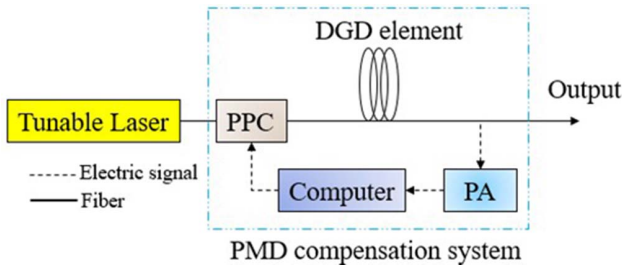 DGD element
Output
Tunable Laser
PPC
Electric signal
Fiber
Computer
PA
PMD compensation system